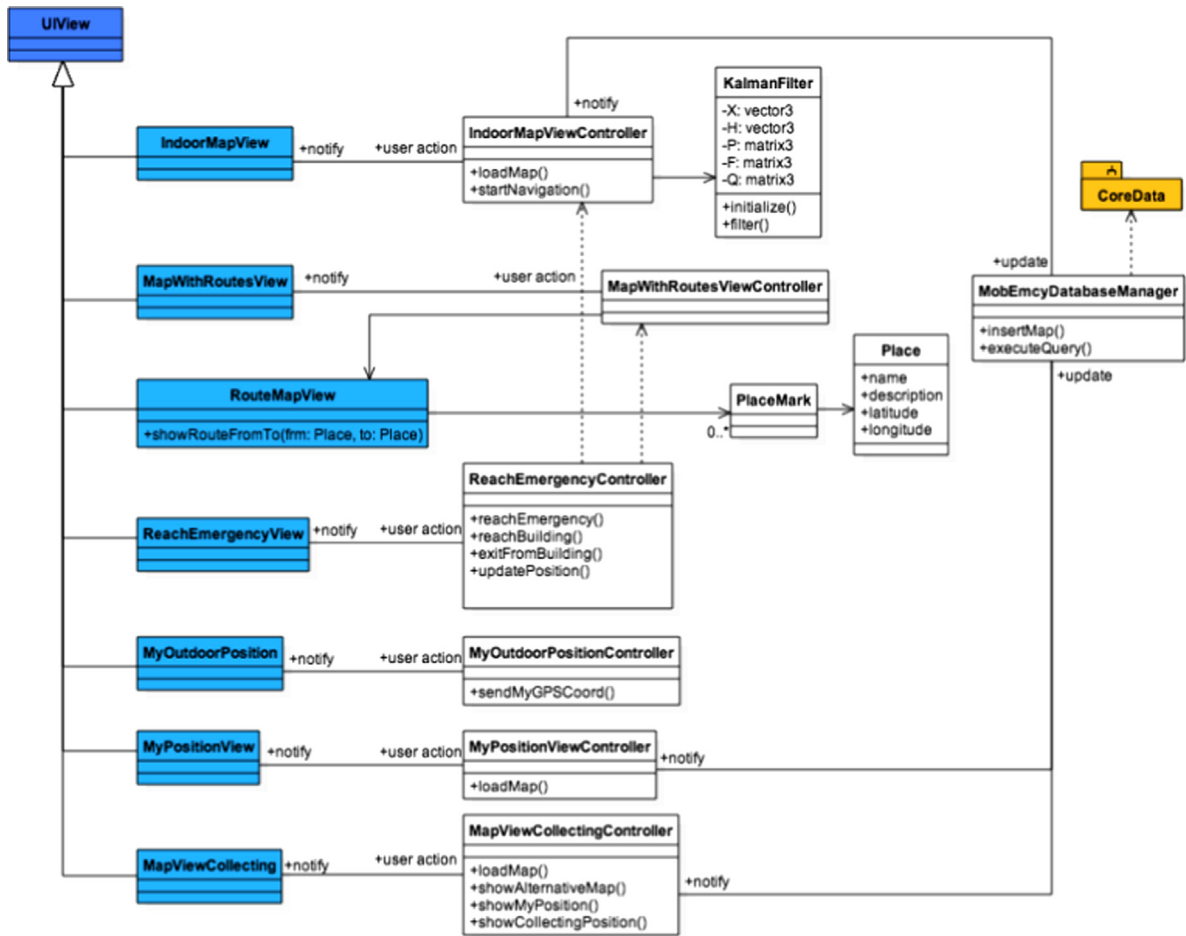 UIView
IndoorMapView
+notify
+user action
IndoorMapViewController
+loadMap()
+startNavigation()
+notify
KalmanFilter
-X: vector3
-H: vector3
-P: matrix3
-F: matrix3
-Q: matrix3
+initialize()
+filter()
CoreData
MapWithRoutesView
+notify
+user action
MapWithRoutesViewController
+update
MobEmcyDatabaseManager
+insertMap()
+executeQuery()
+update
RouteMapView
+showRouteFromTo(frm: Place, to: Place)
0..*
PlaceMark
Place
+name
+description
+latitude
+longitude
ReachEmergencyView
+notify
+user action
ReachEmergencyController
+reachEmergency()
+reachBuilding()
+exitFromBuilding()
+updatePosition()
MyOutdoorPosition
+notify
+user action
MyOutdoorPositionController
+sendMyGPSCoord()
MyPositionView
+notify
+user action
MyPositionViewController
+loadMap()
+notify
MapViewCollecting
+notify
+user action
MapViewCollectingController
+loadMap()
+showAlternativeMap()
+showMyPosition()
+showCollectingPosition()
+notify